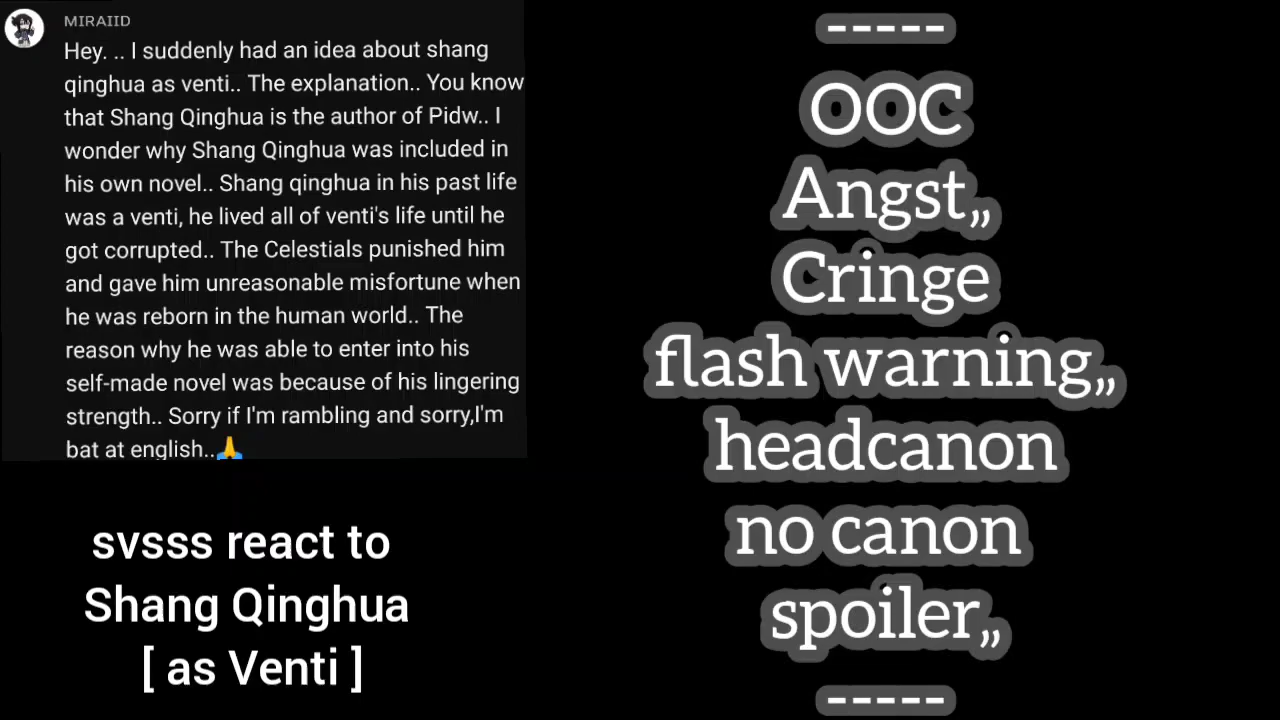 MIRAIID
Hey. .. I suddenly had an idea about shang
qinghua as venti.. The explanation.. You know
that Shang Qinghua is the author of Pidw.. I
wonder why Shang Qinghua was included in
his own novel.. Shang qinghua in his past life
was a venti, he lived all of venti's life until he
got corrupted.. The Celestials punished him
and gave him unreasonable misfortune when
he was reborn in the human world.. The
reason why he was able to enter into his
self-made novel was because of his lingering
strength.. Sorry if I'm rambling and sorry,I'm
bat at english..🙏
svsss react to
Shang Qinghua
[ as Venti ]
-----
OOC
Angst,,
Cringe
flash warning,,
headcanon
no canon
spoiler,,
-----